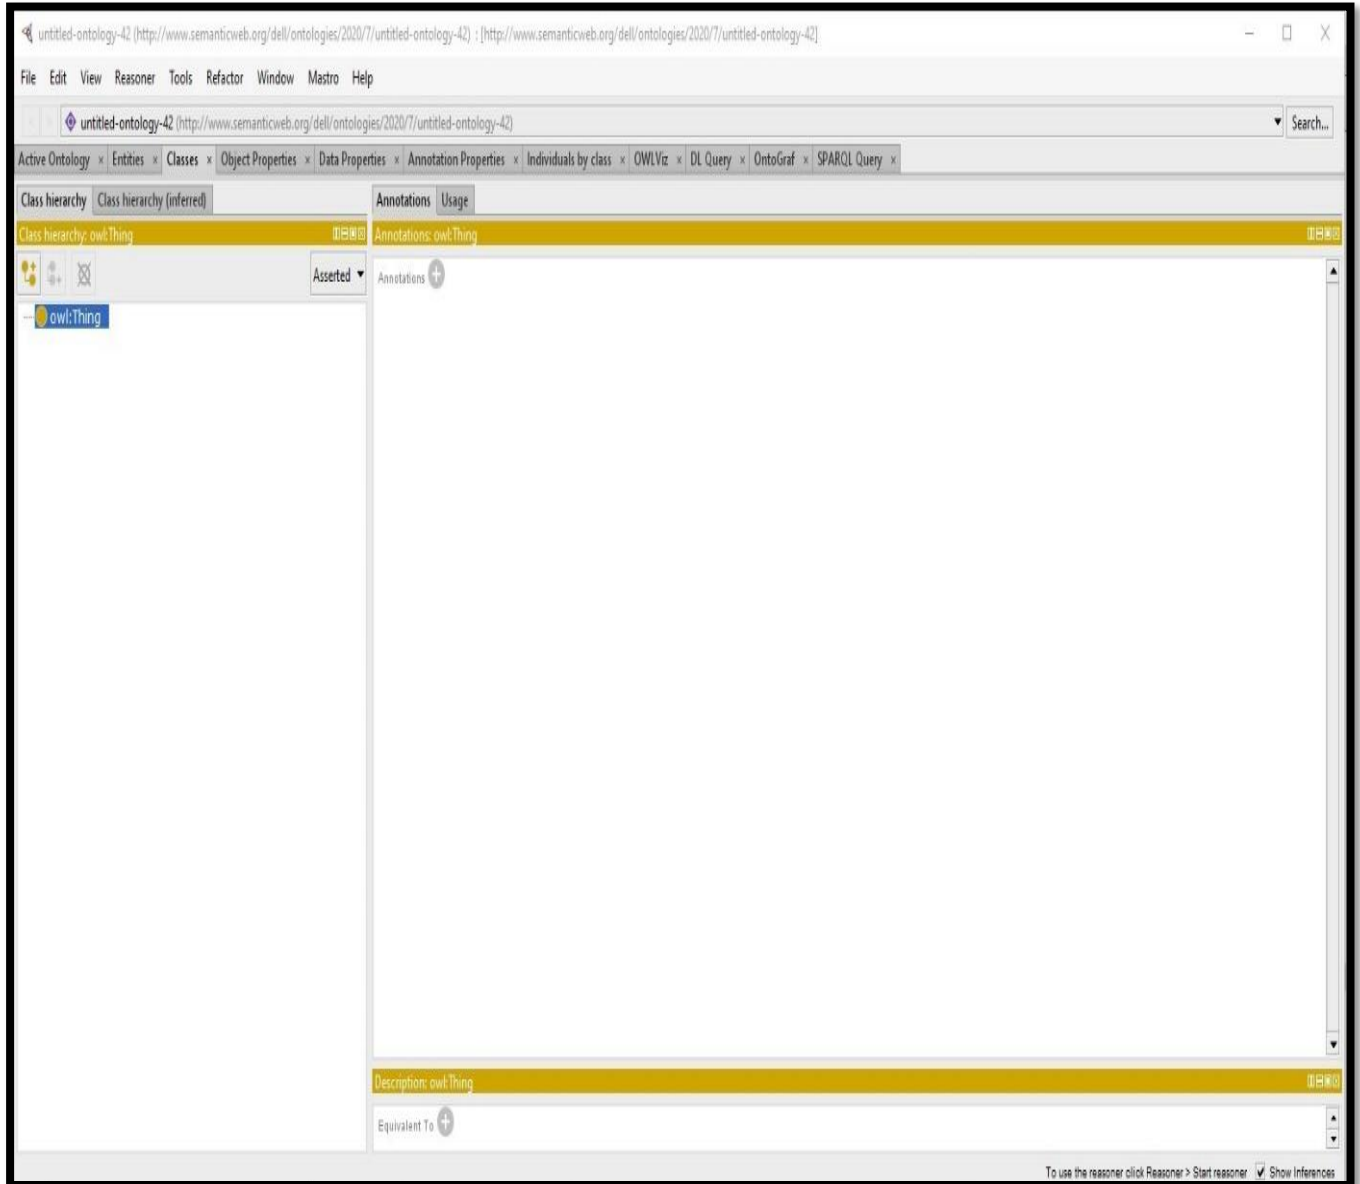 untitled-ontology-42 (http://www.semanticweb.org/dell/ontologies/2020/7/untitled-ontology-42) : [http://www.semanticweb.org/dell/ontologies/2020/7/untitled-ontology-42]
File Edit View Reasoner Tools Refactor Window Mastro Help
untitled-ontology-42 (http://www.semanticweb.org/dell/ontologies/2020/7/untitled-ontology-42) Search...
Active Ontology × Entities × Classes × Object Properties × Data Properties × Annotation Properties × Individuals by class × OWLViz × DL Query × OntoGraf × SPARQL Query ×
Class hierarchy Class hierarchy (inferred) Annotations Usage
Class hierarchy: owl:Thing Annotations: owl:Thing
Asserted Annotations
owl:Thing
Description: owl:Thing
Equivalent To
To use the reasoner click Reasoner > Start reasoner Show Inferences